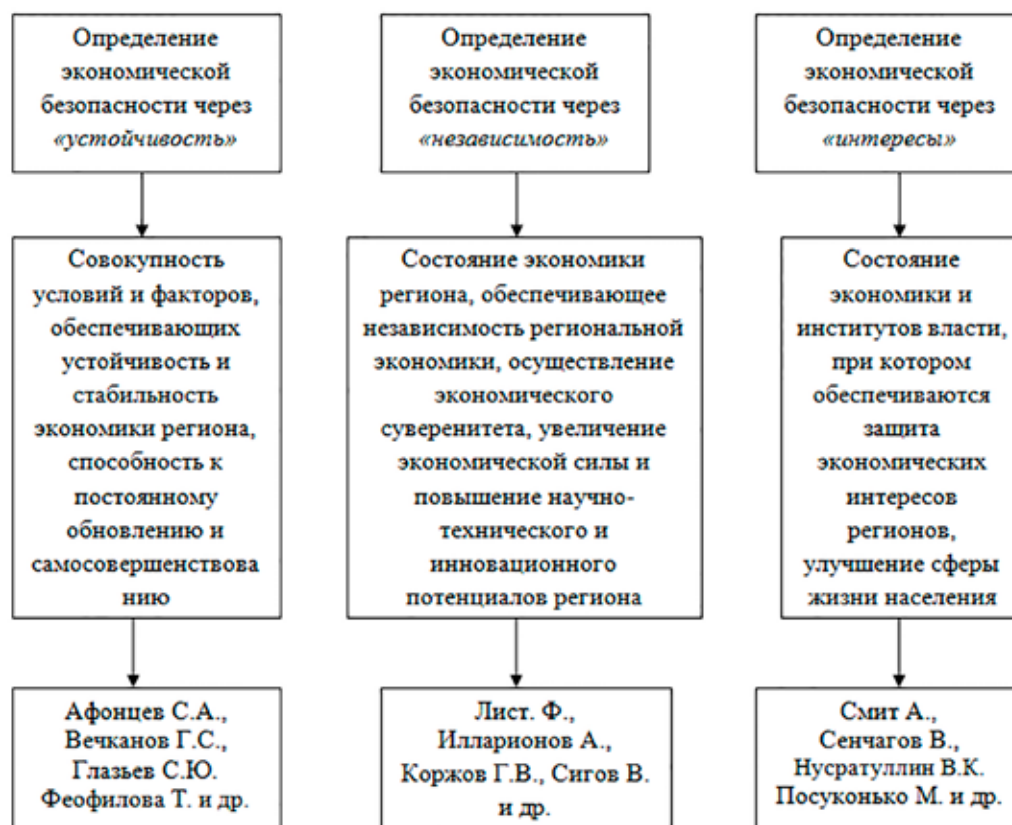 Определение
экономической
безопасности через
«устойчивость»
Совокупность
условий и факторов,
обеспечивающих
устойчивость и
стабильность
экономики региона,
способность к
постоянному
обновлению и
самосовершенствова
нию
Афонцев С.А.,
Вечканов Г.С.,
Глазьев С.Ю.
Феофилова Т. и др.
Определение
экономической
безопасности через
«независимость»
Состояние экономики
региона, обеспечивающее
независимость региональной
экономики, осуществление
экономического
суверенитета, увеличение
экономической силы и
повышение научно-
технического и
инновационного
потенциалов региона
Лист. Ф.,
Илларионов А.,
Коржов Г.В., Сигов В.
и др.
Определение
экономической
безопасности через
«интересы»
Состояние
экономики и
институтов власти,
при котором
обеспечиваются
защита
экономических
интересов
регионов,
улучшение сферы
жизни населения
Смит А.,
Сенчагов В.,
Нусратуллин В.К.
Посуконько М. и др.